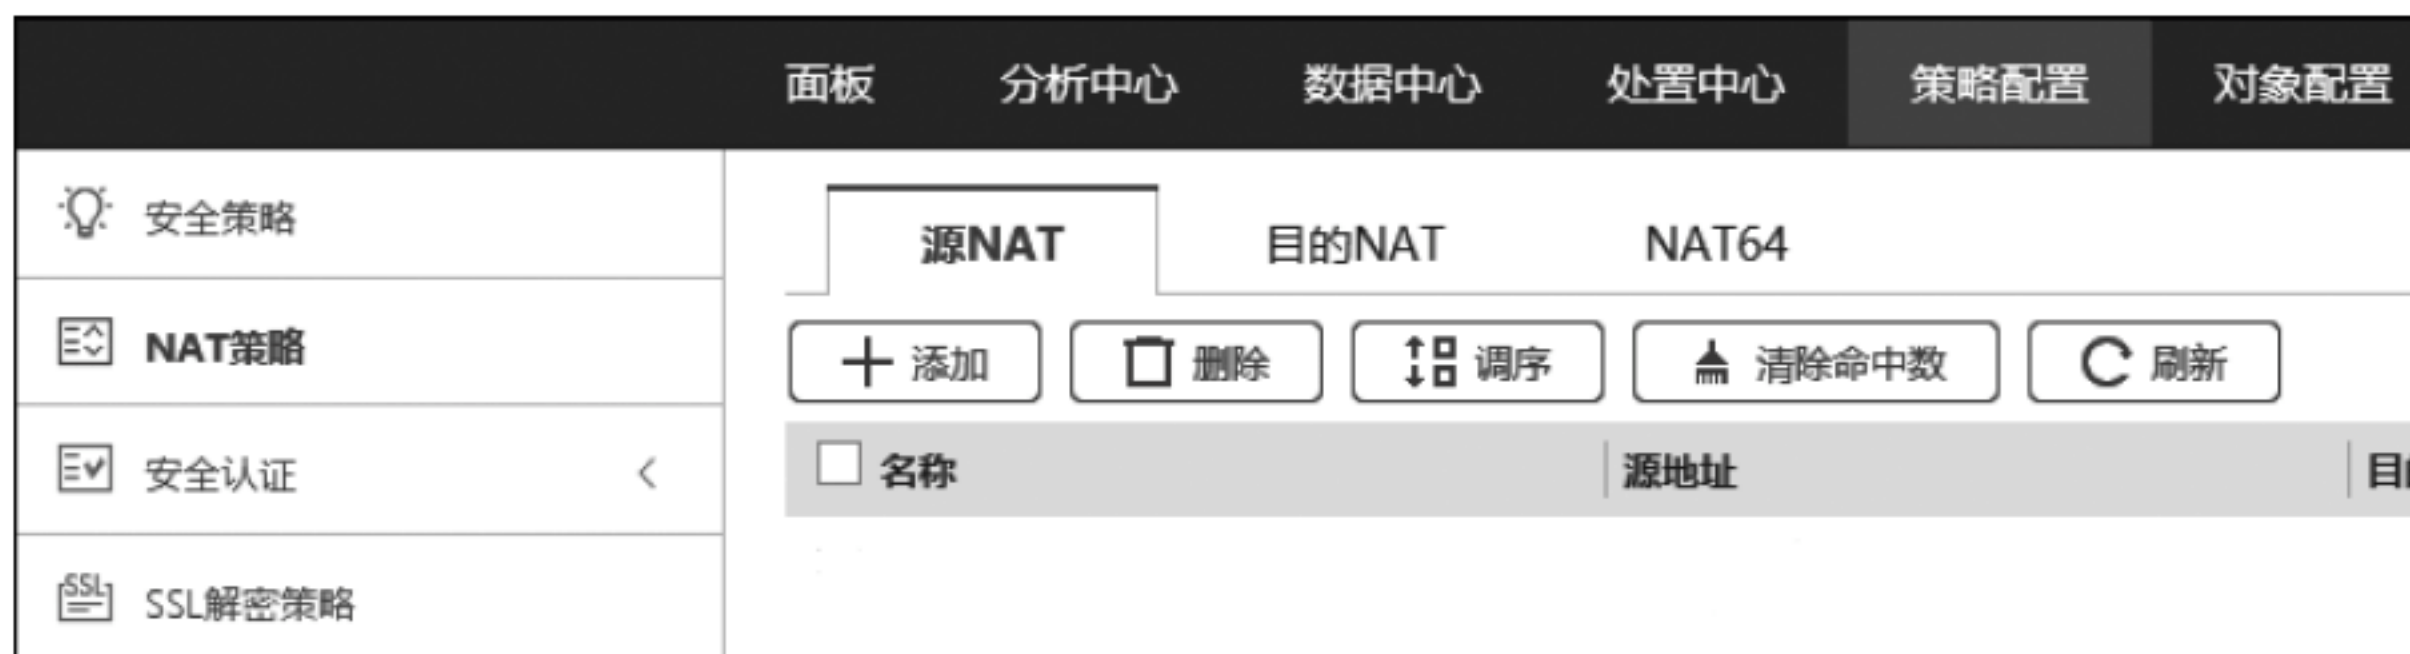 面板 分析中心 数据中心 处置中心 策略配置 对象配置
安全策略
NAT策略
安全认证
SSL解密策略
源NAT 目的NAT NAT64
添加 删除 调序 清除命中数 刷新
名称 源地址 目